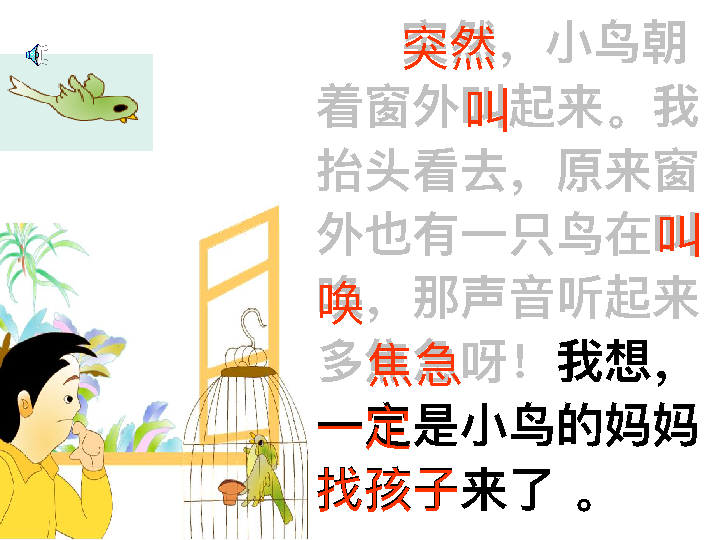 突然，小鸟朝
着窗外叫起来。我
抬头看去，原来窗
外也有一只鸟在叫
唤，那声音听起来
多焦急呀！我想，
一定是小鸟的妈妈
找孩子来了 。